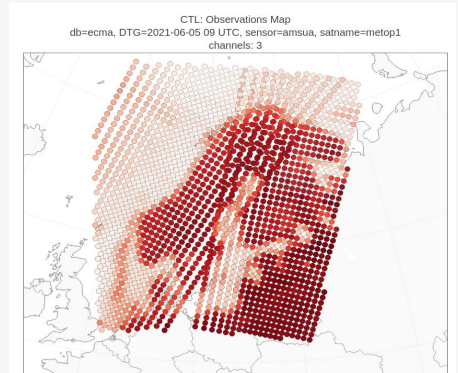 CTL: Observations Map
db=ecma, DTG=2021-06-05 09 UTC, sensor=amsua, satname=metop1
channels: 3